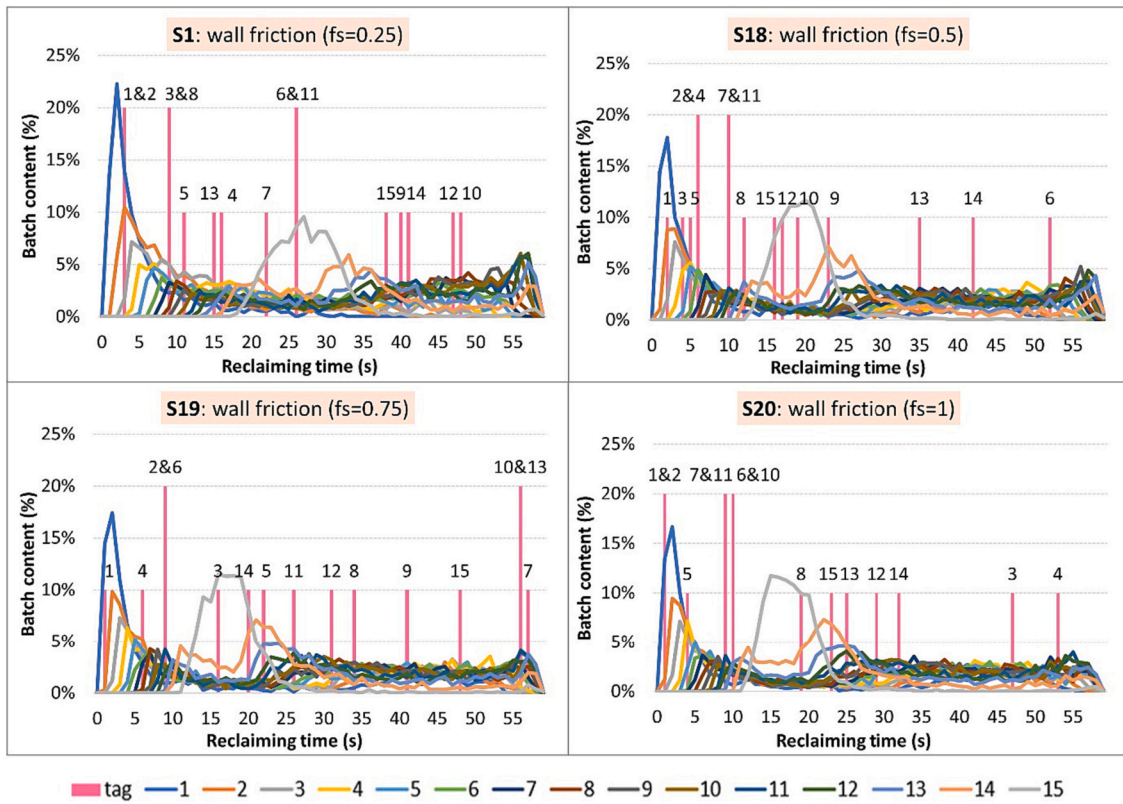 S1: wall friction (fs=0.25)
25%
20%
15%
10%
5%
0%
Batch content (%)
1&2 3&8 6&11
5 13 4 7 15 9 14 12 10
0 5 10 15 20 25 30 35 40 45 50 55
Reclaiming time (s)
S18: wall friction (fs=0.5)
25%
20%
15%
10%
5%
0%
Batch content (%)
2&4 7&11
1 3 5 8 15 12 10 9 13 14 6
0 5 10 15 20 25 30 35 40 45 50 55
Reclaiming time (s)
S19: wall friction (fs=0.75)
25%
20%
15%
10%
5%
0%
Batch content (%)
2&6 10&13
1 4 3 14 5 11 12 8 9 15 7
0 5 10 15 20 25 30 35 40 45 50 55
Reclaiming time (s)
S20: wall friction (fs=1)
25%
20%
15%
10%
5%
0%
Batch content (%)
1&2 7&11 6&10
5 8 15 13 12 14 3 4
0 5 10 15 20 25 30 35 40 45 50 55
Reclaiming time (s)
tag 1 2 3 4 5 6 7 8 9 10 11 12 13 14 15